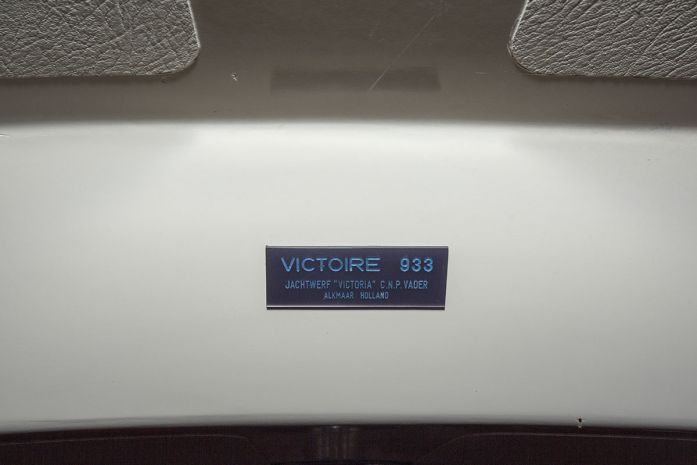 VICTOIRE 933
JACHTWERF "VICTORIA" C.N.P. VADER
ALKMAAR HOLLAND